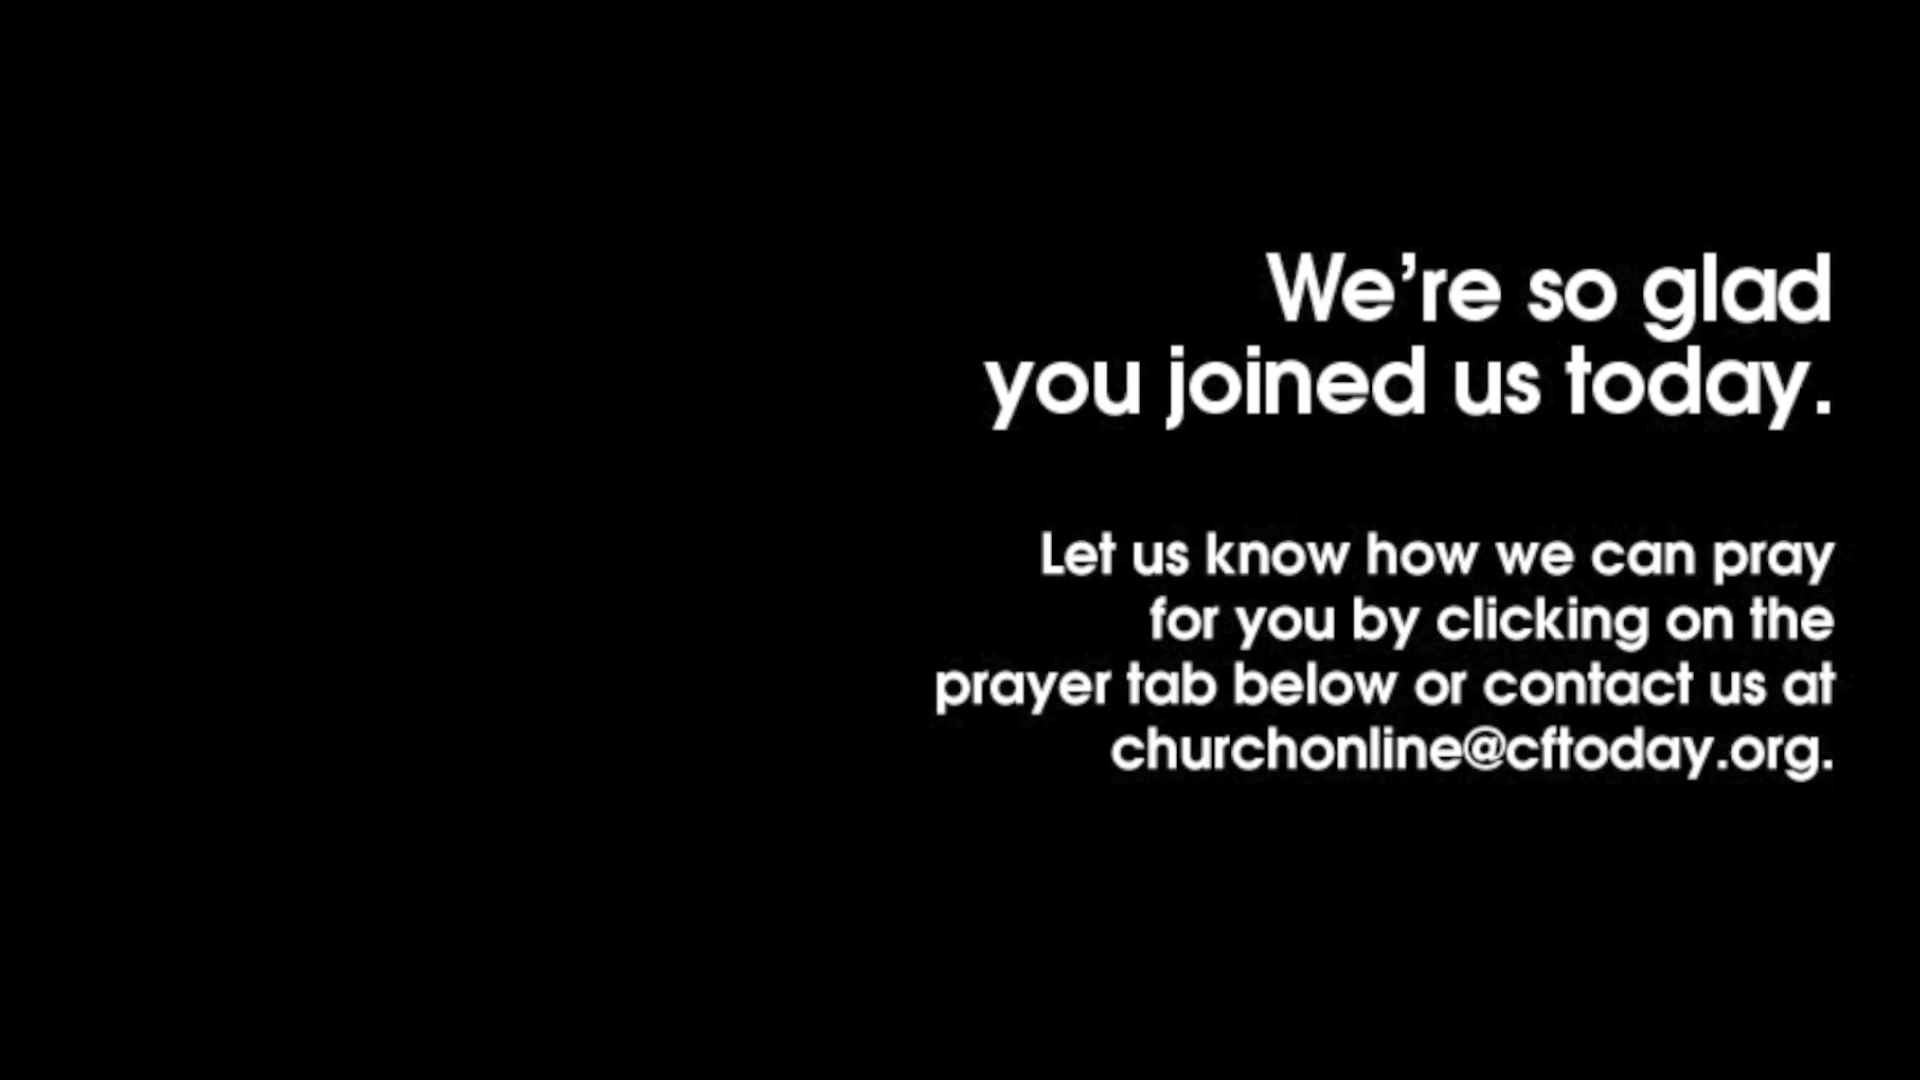 We’re so glad
you joined us today.
Let us know how we can pray
for you by clicking on the
prayer tab below or contact us at
churchonline@cftoday.org.